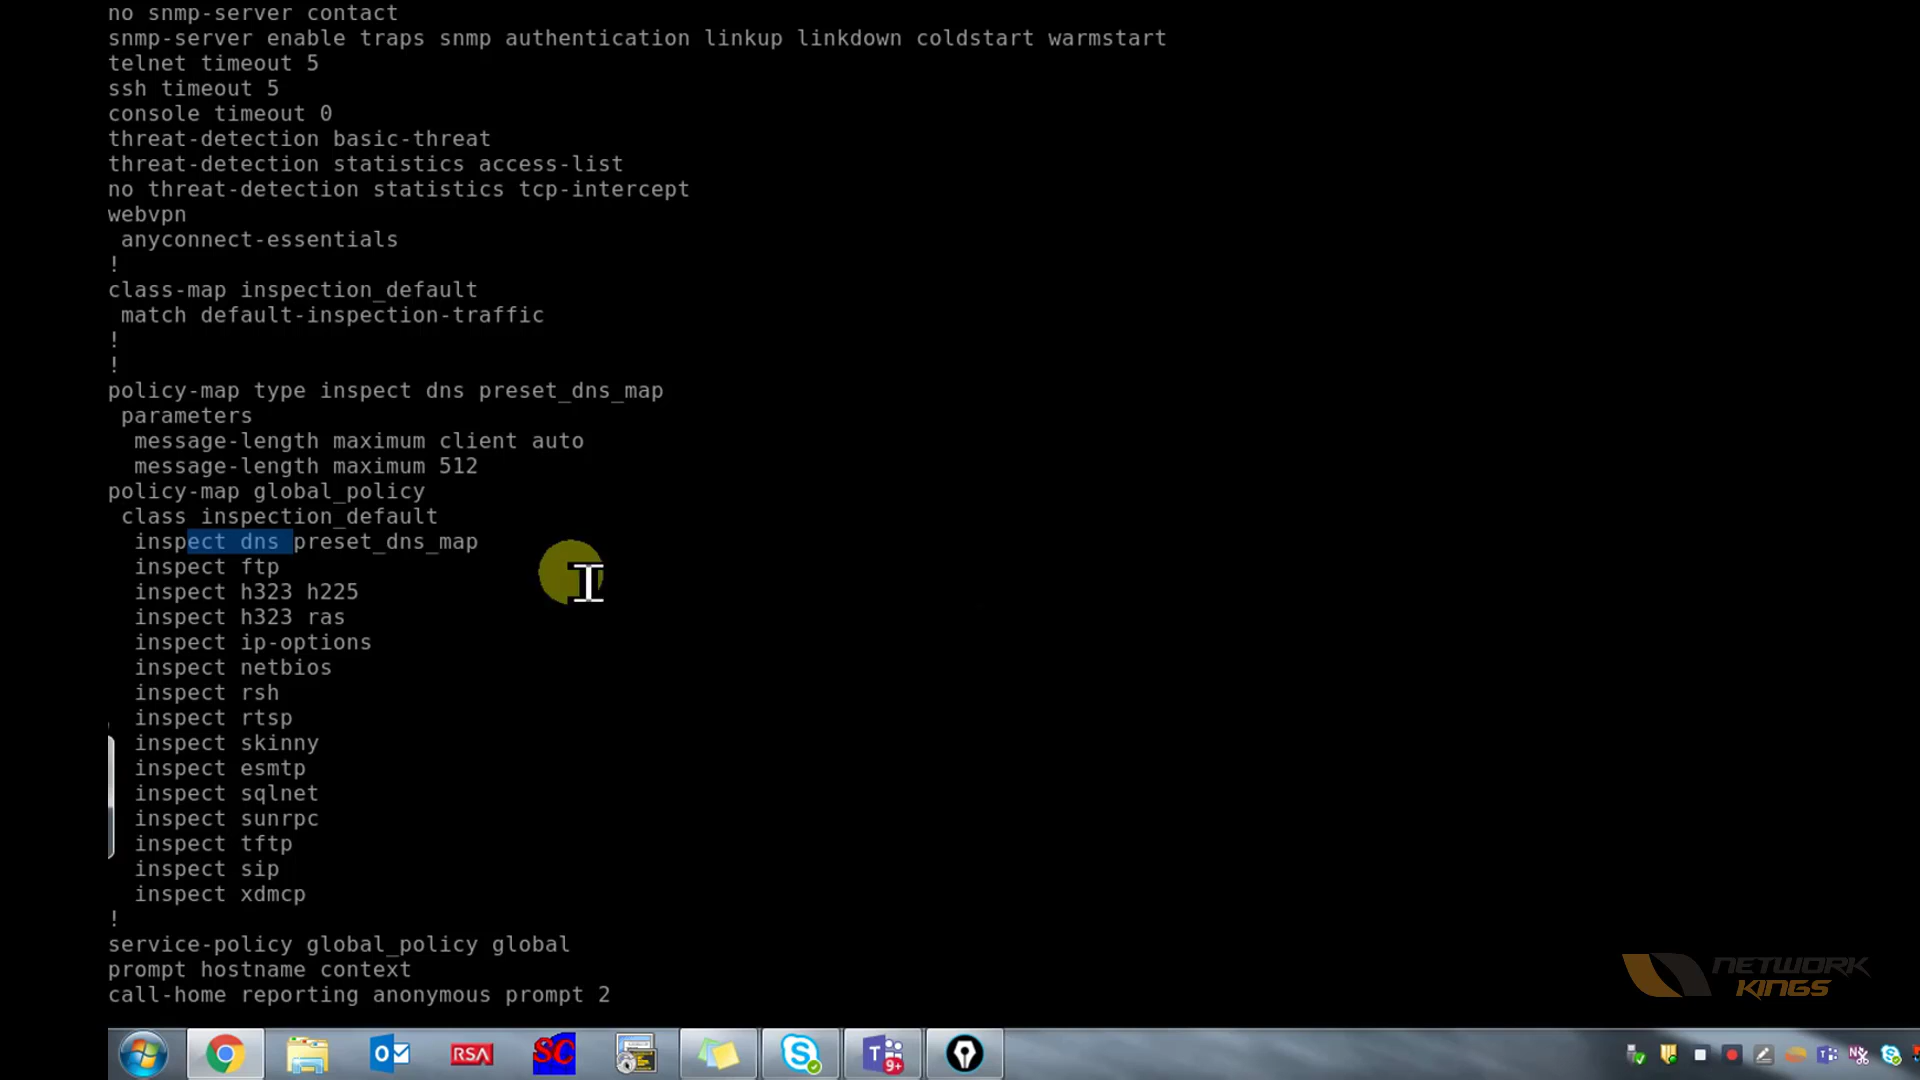 no snmp-server contact
snmp-server enable traps snmp authentication linkup linkdown coldstart warmstart
telnet timeout 5
ssh timeout 5
console timeout 0
threat-detection basic-threat
threat-detection statistics access-list
no threat-detection statistics tcp-intercept
webvpn
 anyconnect-essentials
!
class-map inspection_default
 match default-inspection-traffic
!
!
policy-map type inspect dns preset_dns_map
 parameters
  message-length maximum client auto
  message-length maximum 512
policy-map global_policy
 class inspection_default
  inspect dns preset_dns_map
  inspect ftp
  inspect h323 h225
  inspect h323 ras
  inspect ip-options
  inspect netbios
  inspect rsh
  inspect rtsp
  inspect skinny
  inspect esmtp
  inspect sqlnet
  inspect sunrpc
  inspect tftp
  inspect sip
  inspect xdmcp
!
service-policy global_policy global
prompt hostname context
call-home reporting anonymous prompt 2
NETWORK
KINGS
RSA
SC
9+